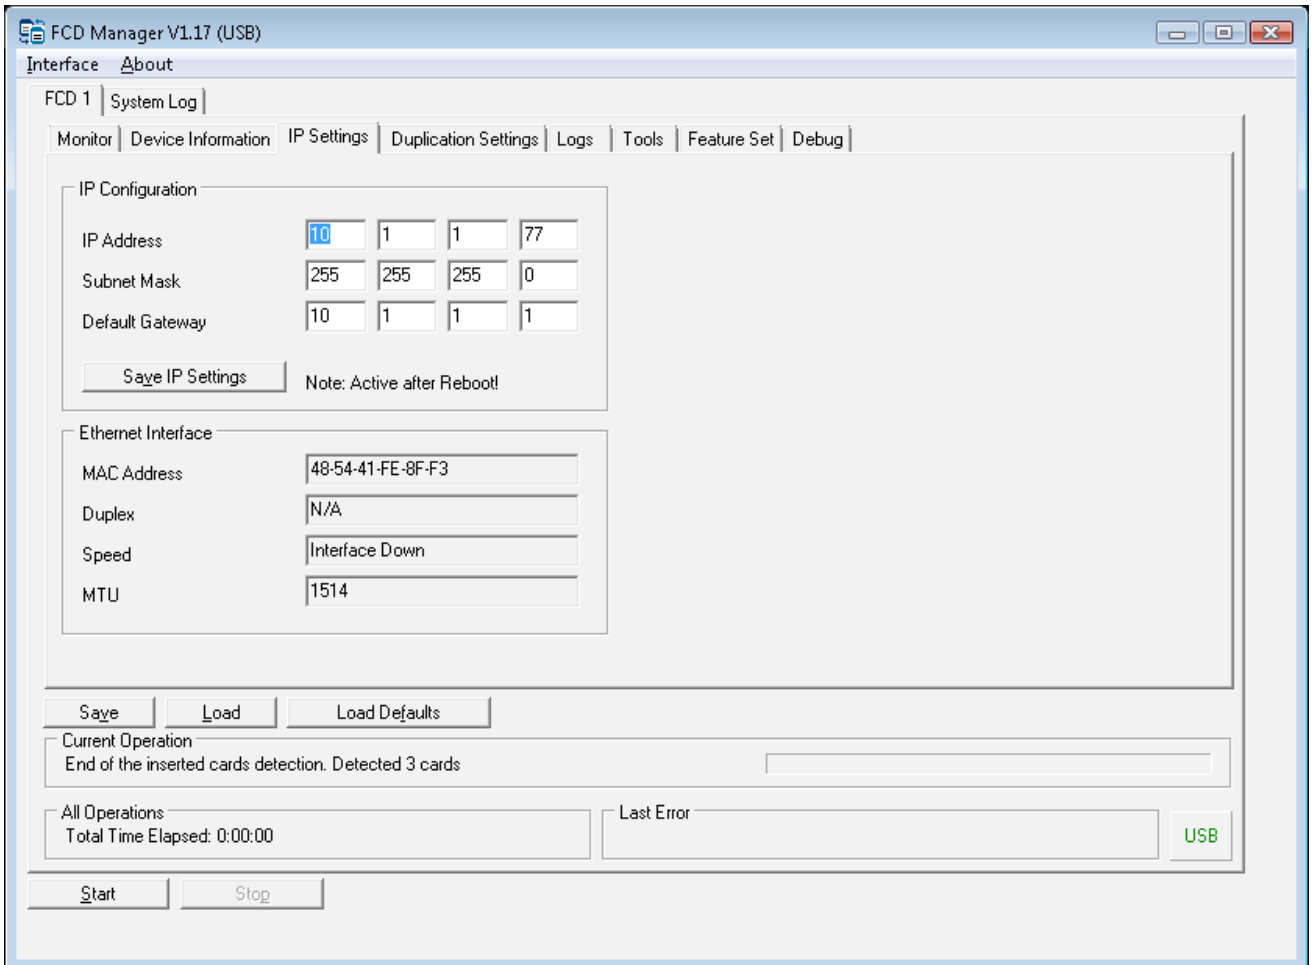 FCD Manager V1.17 (USB)
Interface About
FCD 1 System Log
Monitor Device Information IP Settings Duplication Settings Logs Tools Feature Set Debug
IP Configuration
IP Address 10 1 1 77
Subnet Mask 255 255 255 0
Default Gateway 10 1 1 1
Save IP Settings Note: Active after Reboot!
Ethernet Interface
MAC Address 48-54-41-FE-8F-F3
Duplex N/A
Speed Interface Down
MTU 1514
Save Load Load Defaults
Current Operation
End of the inserted cards detection. Detected 3 cards
All Operations Last Error
Total Time Elapsed: 0:00:00 USB
Start Stop